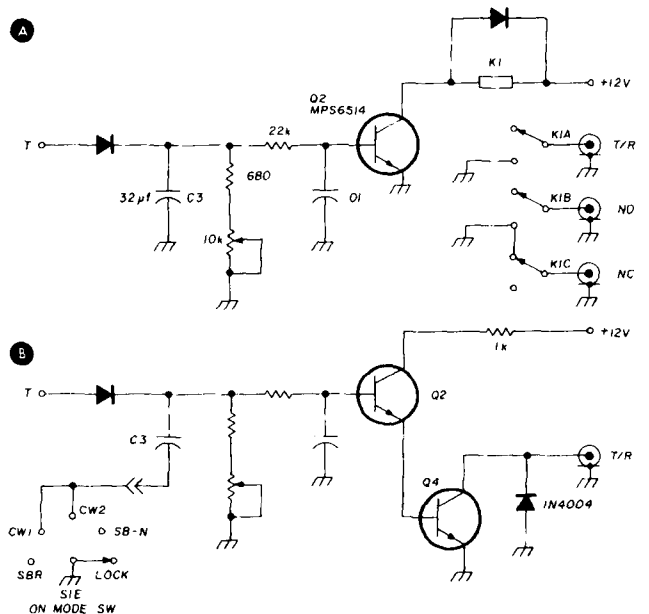 A
K1
+12V
Q2
MPS6514
22k
T
K1A
T/R
32µf
C3
680
.01
10k
K1B
NO
K1C
NC
B
+12V
1k
T
Q2
C3
T/R
Q4
1N4004
CW2
CW1
SB-N
SBR
LOCK
S1E
ON MODE SW